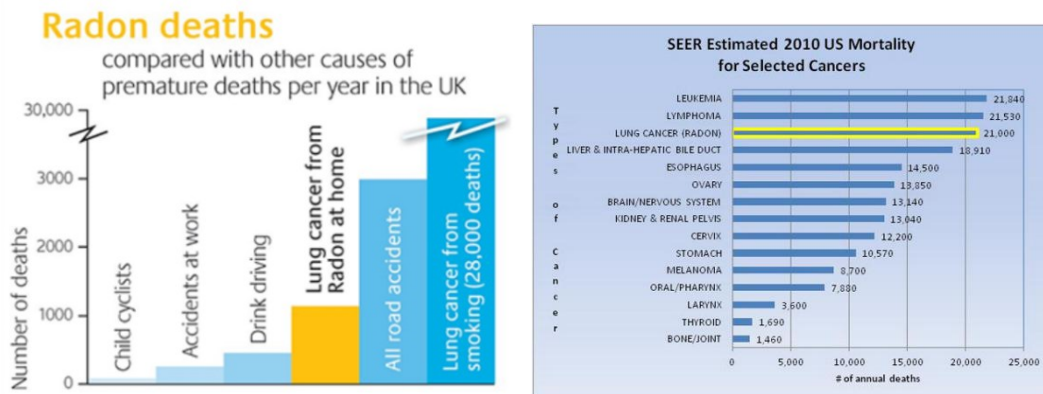 Radon deaths
compared with other causes of
premature deaths per year in the UK
Number of deaths
30,000
3000
2000
1000
0
Child cyclists
Accidents at work
Drink driving
Lung cancer from
Radon at home
All road accidents
Lung cancer from
smoking (28,000 deaths)
SEER Estimated 2010 US Mortality
for Selected Cancers
Types of Cancer
LEUKEMIA 21,840
LYMPHOMA 21,530
LUNG CANCER (RADON) 21,000
LIVER & INTRA-HEPATIC BILE DUCT 18,910
ESOPHAGUS 14,500
OVARY 13,850
BRAIN/NERVOUS SYSTEM 13,140
KIDNEY & RENAL PELVIS 13,040
CERVIX 12,200
STOMACH 10,570
MELANOMA 8,700
ORAL/PHARYNX 7,880
LARYNX 3,600
THYROID 1,690
BONE/JOINT 1,460
0 5,000 10,000 15,000 20,000 25,000
# of annual deaths